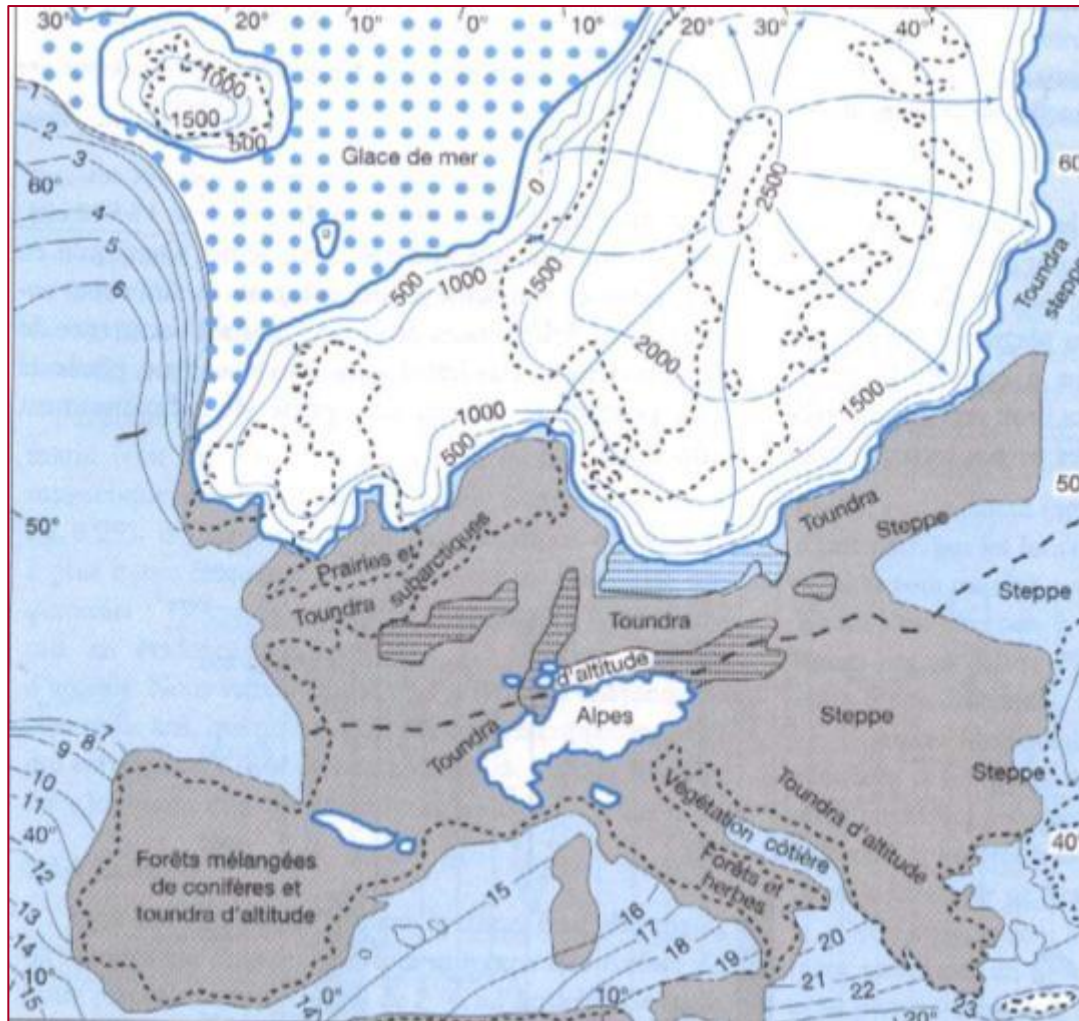 30° 20° 10° 0° 10° 20° 30° 40°
1000
1500
500
Glace de mer
1
2
3
60°
4
5
6
60
0
500
1000
1500
2500
2000
1500
Toundra
steppe
1000
500
50°
50
Prairies et
subarctiques
Toundra
Toundra
Steppe
Steppe
Toundra
d'altitude
Alpes
Toundra
Steppe
Steppe
7
8
9
10
11
40°
12
13
14
10°
15
Forêts mélangées
de conifères et
toundra d'altitude
Végétation côtière
Toundra d'altitude
Forêts et
herbes
40°
15
16
17
18
19
20
21
22
23
14
0°
10°
20°